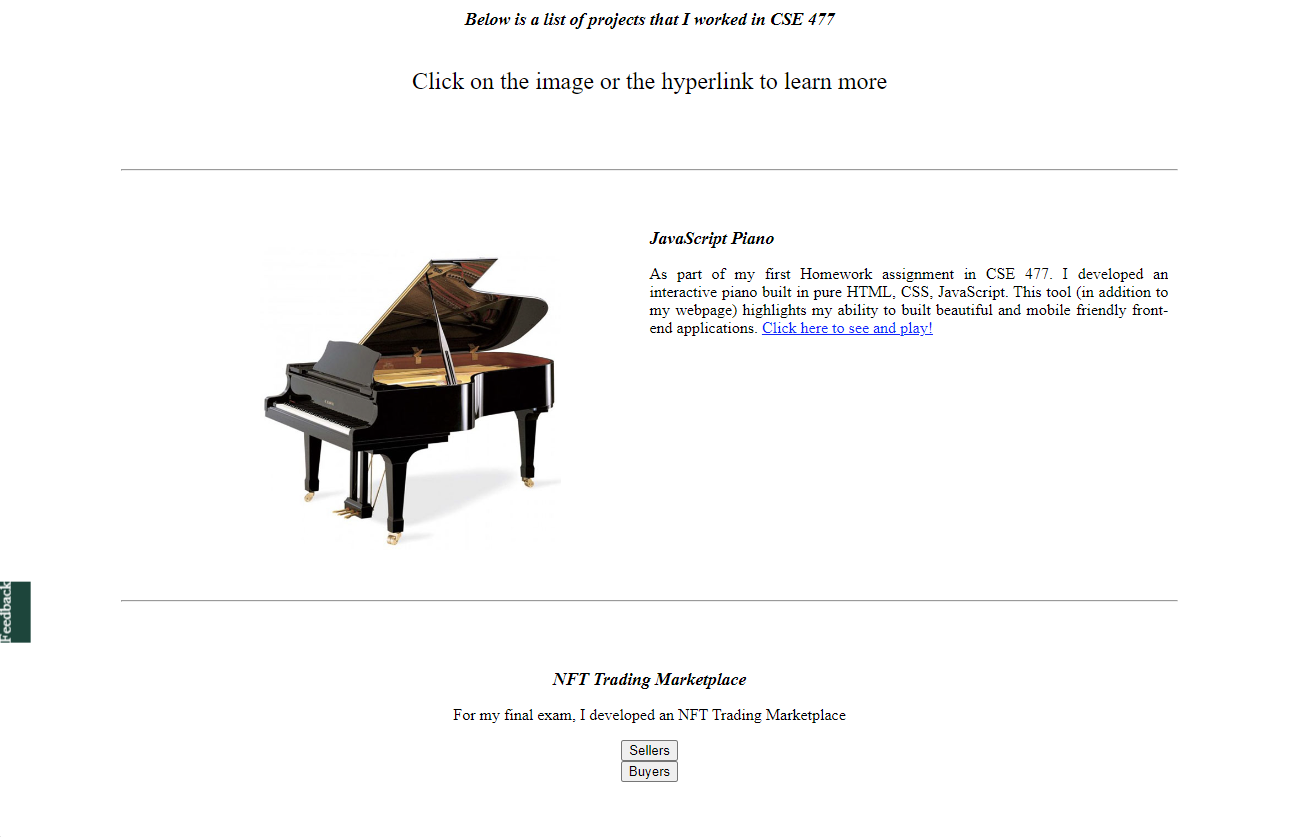 Below is a list of projects that I worked in CSE 477
Click on the image or the hyperlink to learn more
JavaScript Piano
As part of my first Homework assignment in CSE 477. I developed an
interactive piano built in pure HTML, CSS, JavaScript. This tool (in addition to
my webpage) highlights my ability to built beautiful and mobile friendly front-
end applications. Click here to see and play!
Feedback
NFT Trading Marketplace
For my final exam, I developed an NFT Trading Marketplace
Sellers
Buyers